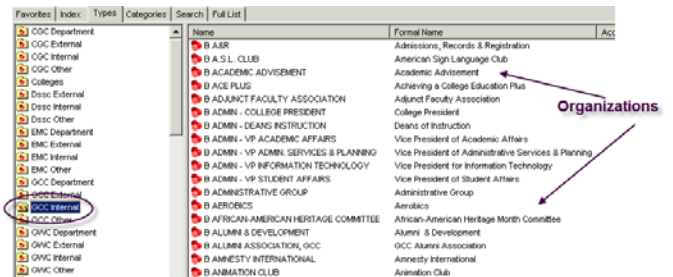 Favorites Index Types Categories Search Full List
CGC Department
CGC External
CGC Internal
CGC Other
Colleges
Dssc External
Dssc Internal
Dssc Other
EMC Department
EMC External
EMC Internal
EMC Other
GCC Department
GCC External
GCC Internal
GCC Other
GWC Department
GWC External
GWC Internal
GWC Other
Name Formal Name Acc
B A&R Admissions, Records & Registration
B A.S.L. CLUB American Sign Language Club
B ACADEMIC ADVISEMENT Academic Advisement
B ACE PLUS Achieving a College Education Plus
B ADJUNCT FACULTY ASSOCIATION Adjunct Faculty Association
B ADMIN - COLLEGE PRESIDENT College President
B ADMIN - DEANS INSTRUCTION Deans of Instruction
B ADMIN - VP ACADEMIC AFFAIRS Vice President of Academic Affairs
B ADMIN - VP ADMIN. SERVICES & PLANNING Vice President of Administrative Services & Planning
B ADMIN - VP INFORMATION TECHNOLOGY Vice President for Information Technology
B ADMIN - VP STUDENT AFFAIRS Vice President of Student Affairs
B ADMINISTRATIVE GROUP Administrative Group
B AEROBICS Aerobics
B AFRICAN-AMERICAN HERITAGE COMMITTEE African-American Heritage Month Committee
B ALUMNI & DEVELOPMENT Alumni & Development
B ALUMNI ASSOCIATION, GCC GCC Alumni Association
B AMNESTY INTERNATIONAL Amnesty International
B ANIMATION CLUB Animation Club
Organizations